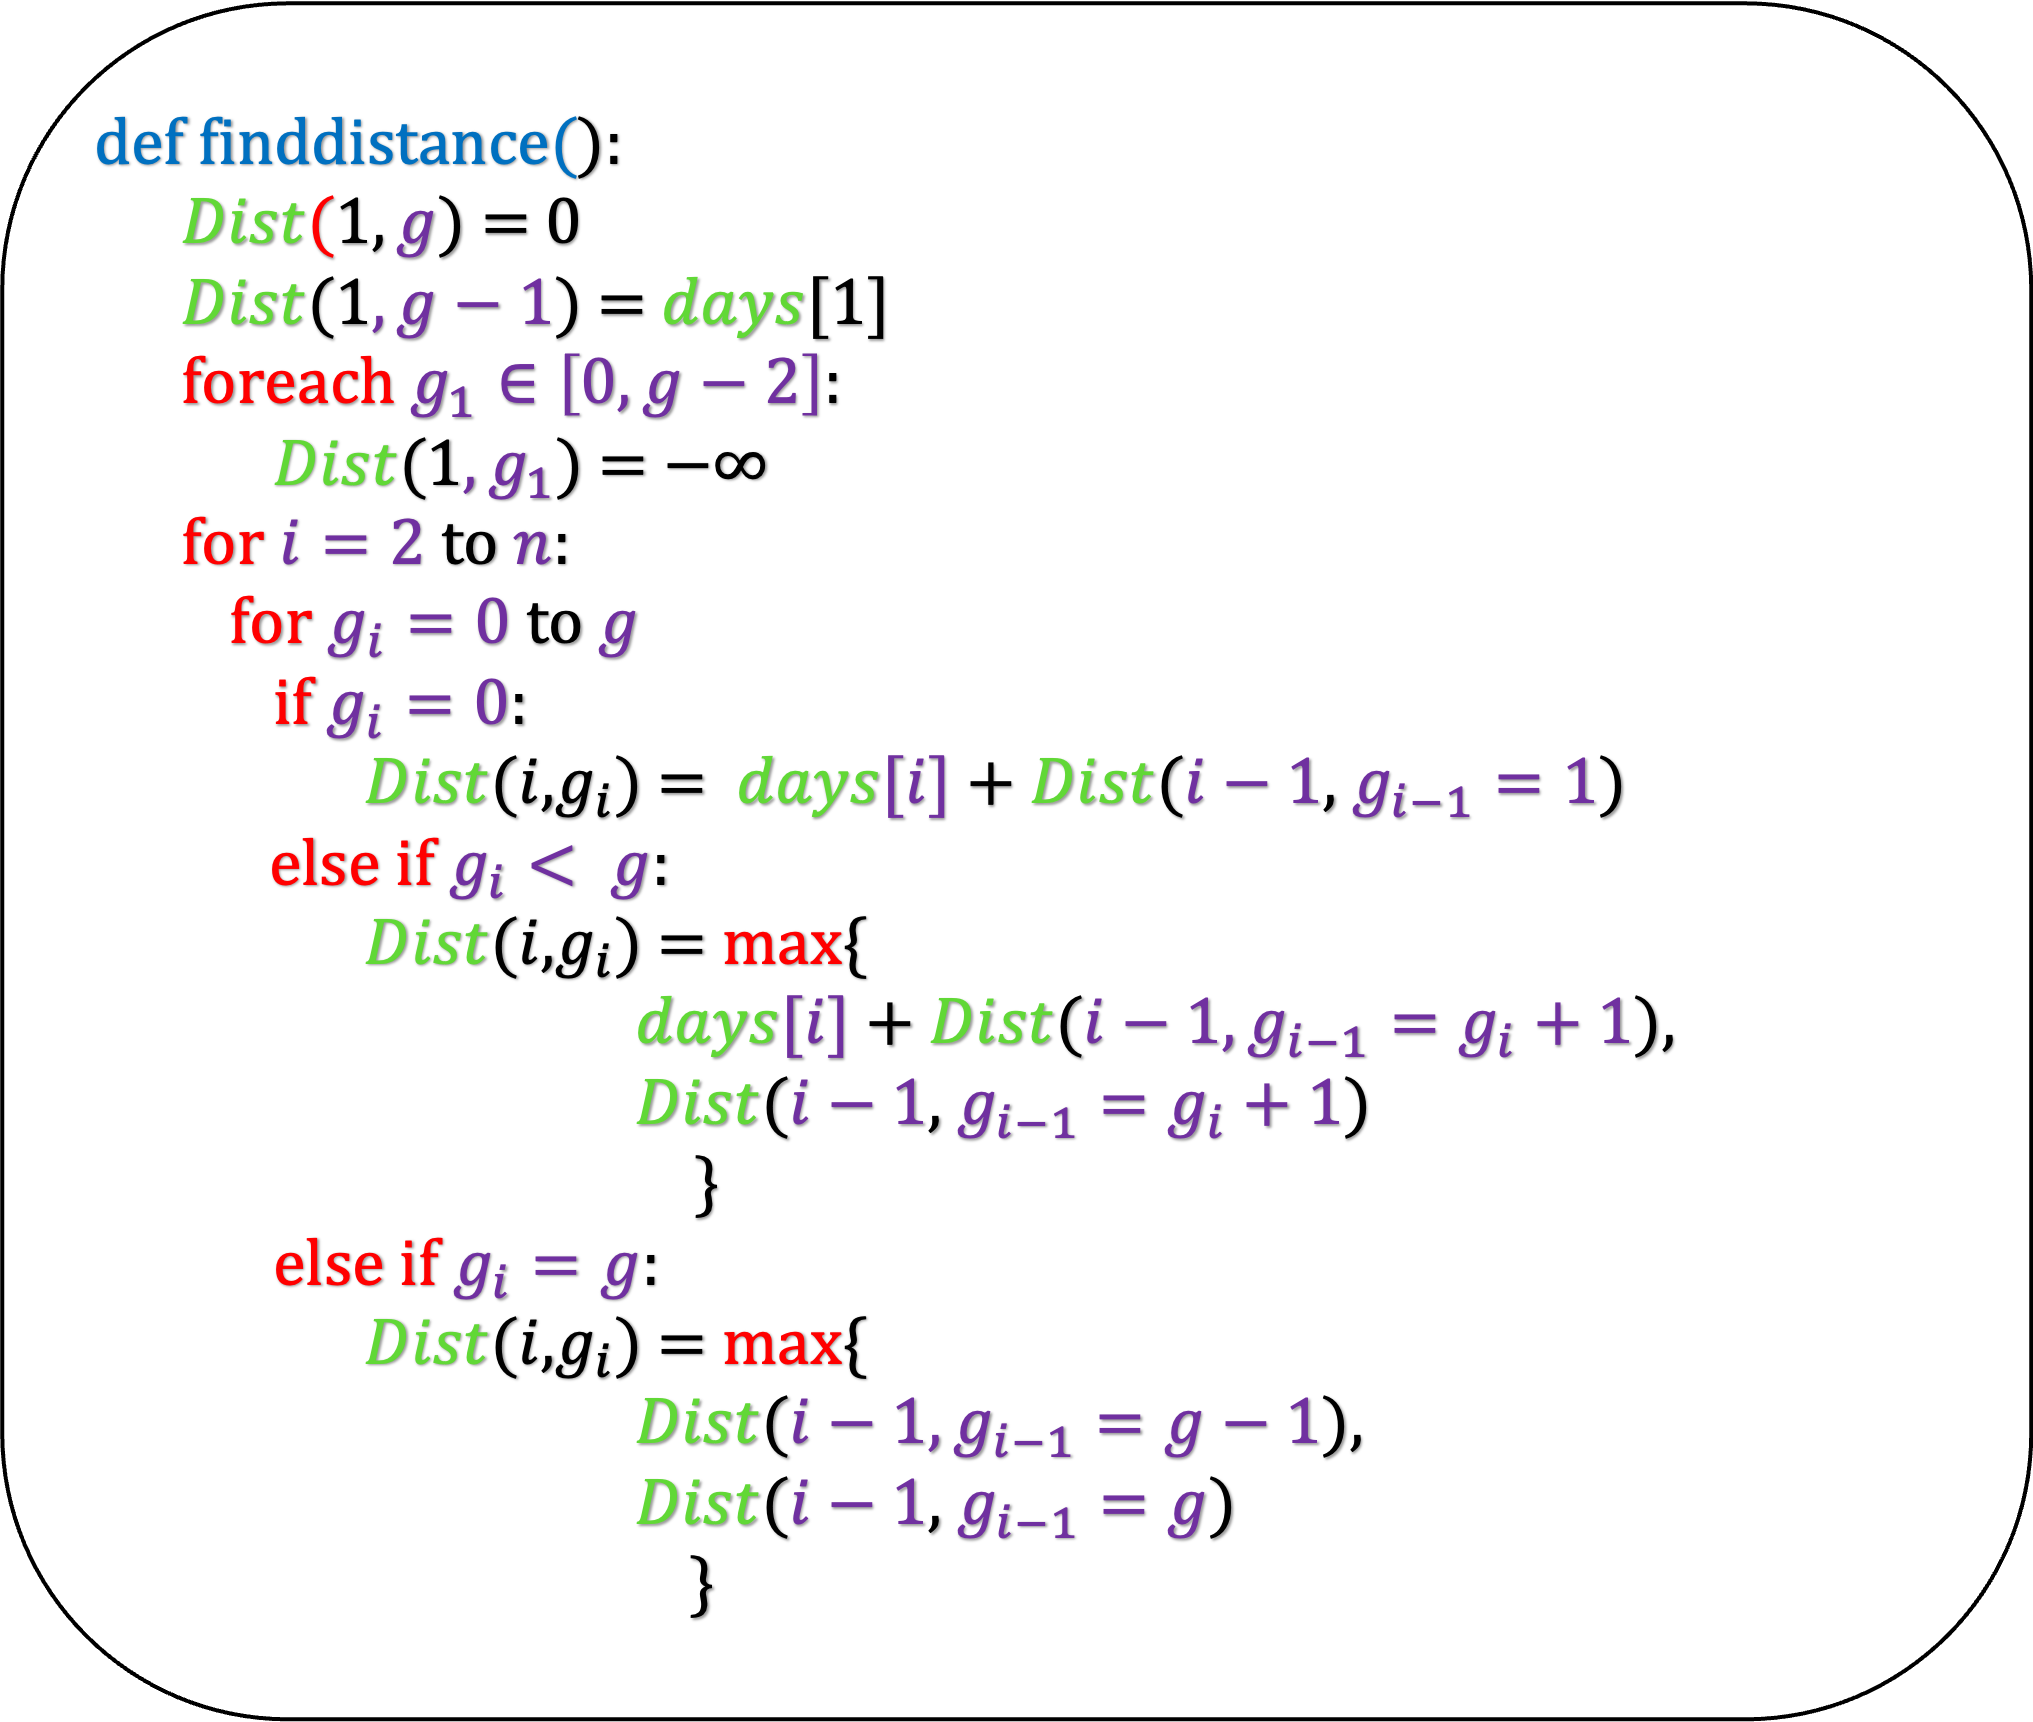 def finddistance():
Dist(1, g) = 0
Dist(1, g − 1) = days[1]
foreach g₁ ∈ [0, g − 2]:
Dist(1, g₁) = −∞
for i = 2 to n:
for gᵢ = 0 to g
if gᵢ = 0:
Dist(i,gᵢ) = days[i] + Dist(i − 1, gᵢ₋₁ = 1)
else if gᵢ < g:
Dist(i,gᵢ) = max{
days[i] + Dist(i − 1, gᵢ₋₁ = gᵢ + 1),
Dist(i − 1, gᵢ₋₁ = gᵢ + 1)
}
else if gᵢ = g:
Dist(i,gᵢ) = max{
Dist(i − 1, gᵢ₋₁ = g − 1),
Dist(i − 1, gᵢ₋₁ = g)
}